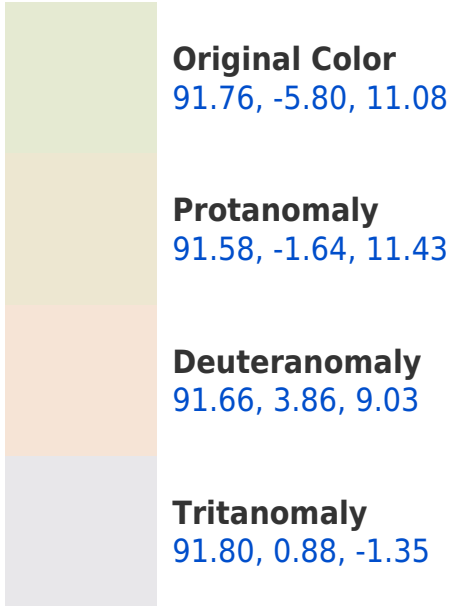 Original Color
91.76, -5.80, 11.08
Protanomaly
91.58, -1.64, 11.43
Deuteranomaly
91.66, 3.86, 9.03
Tritanomaly
91.80, 0.88, -1.35